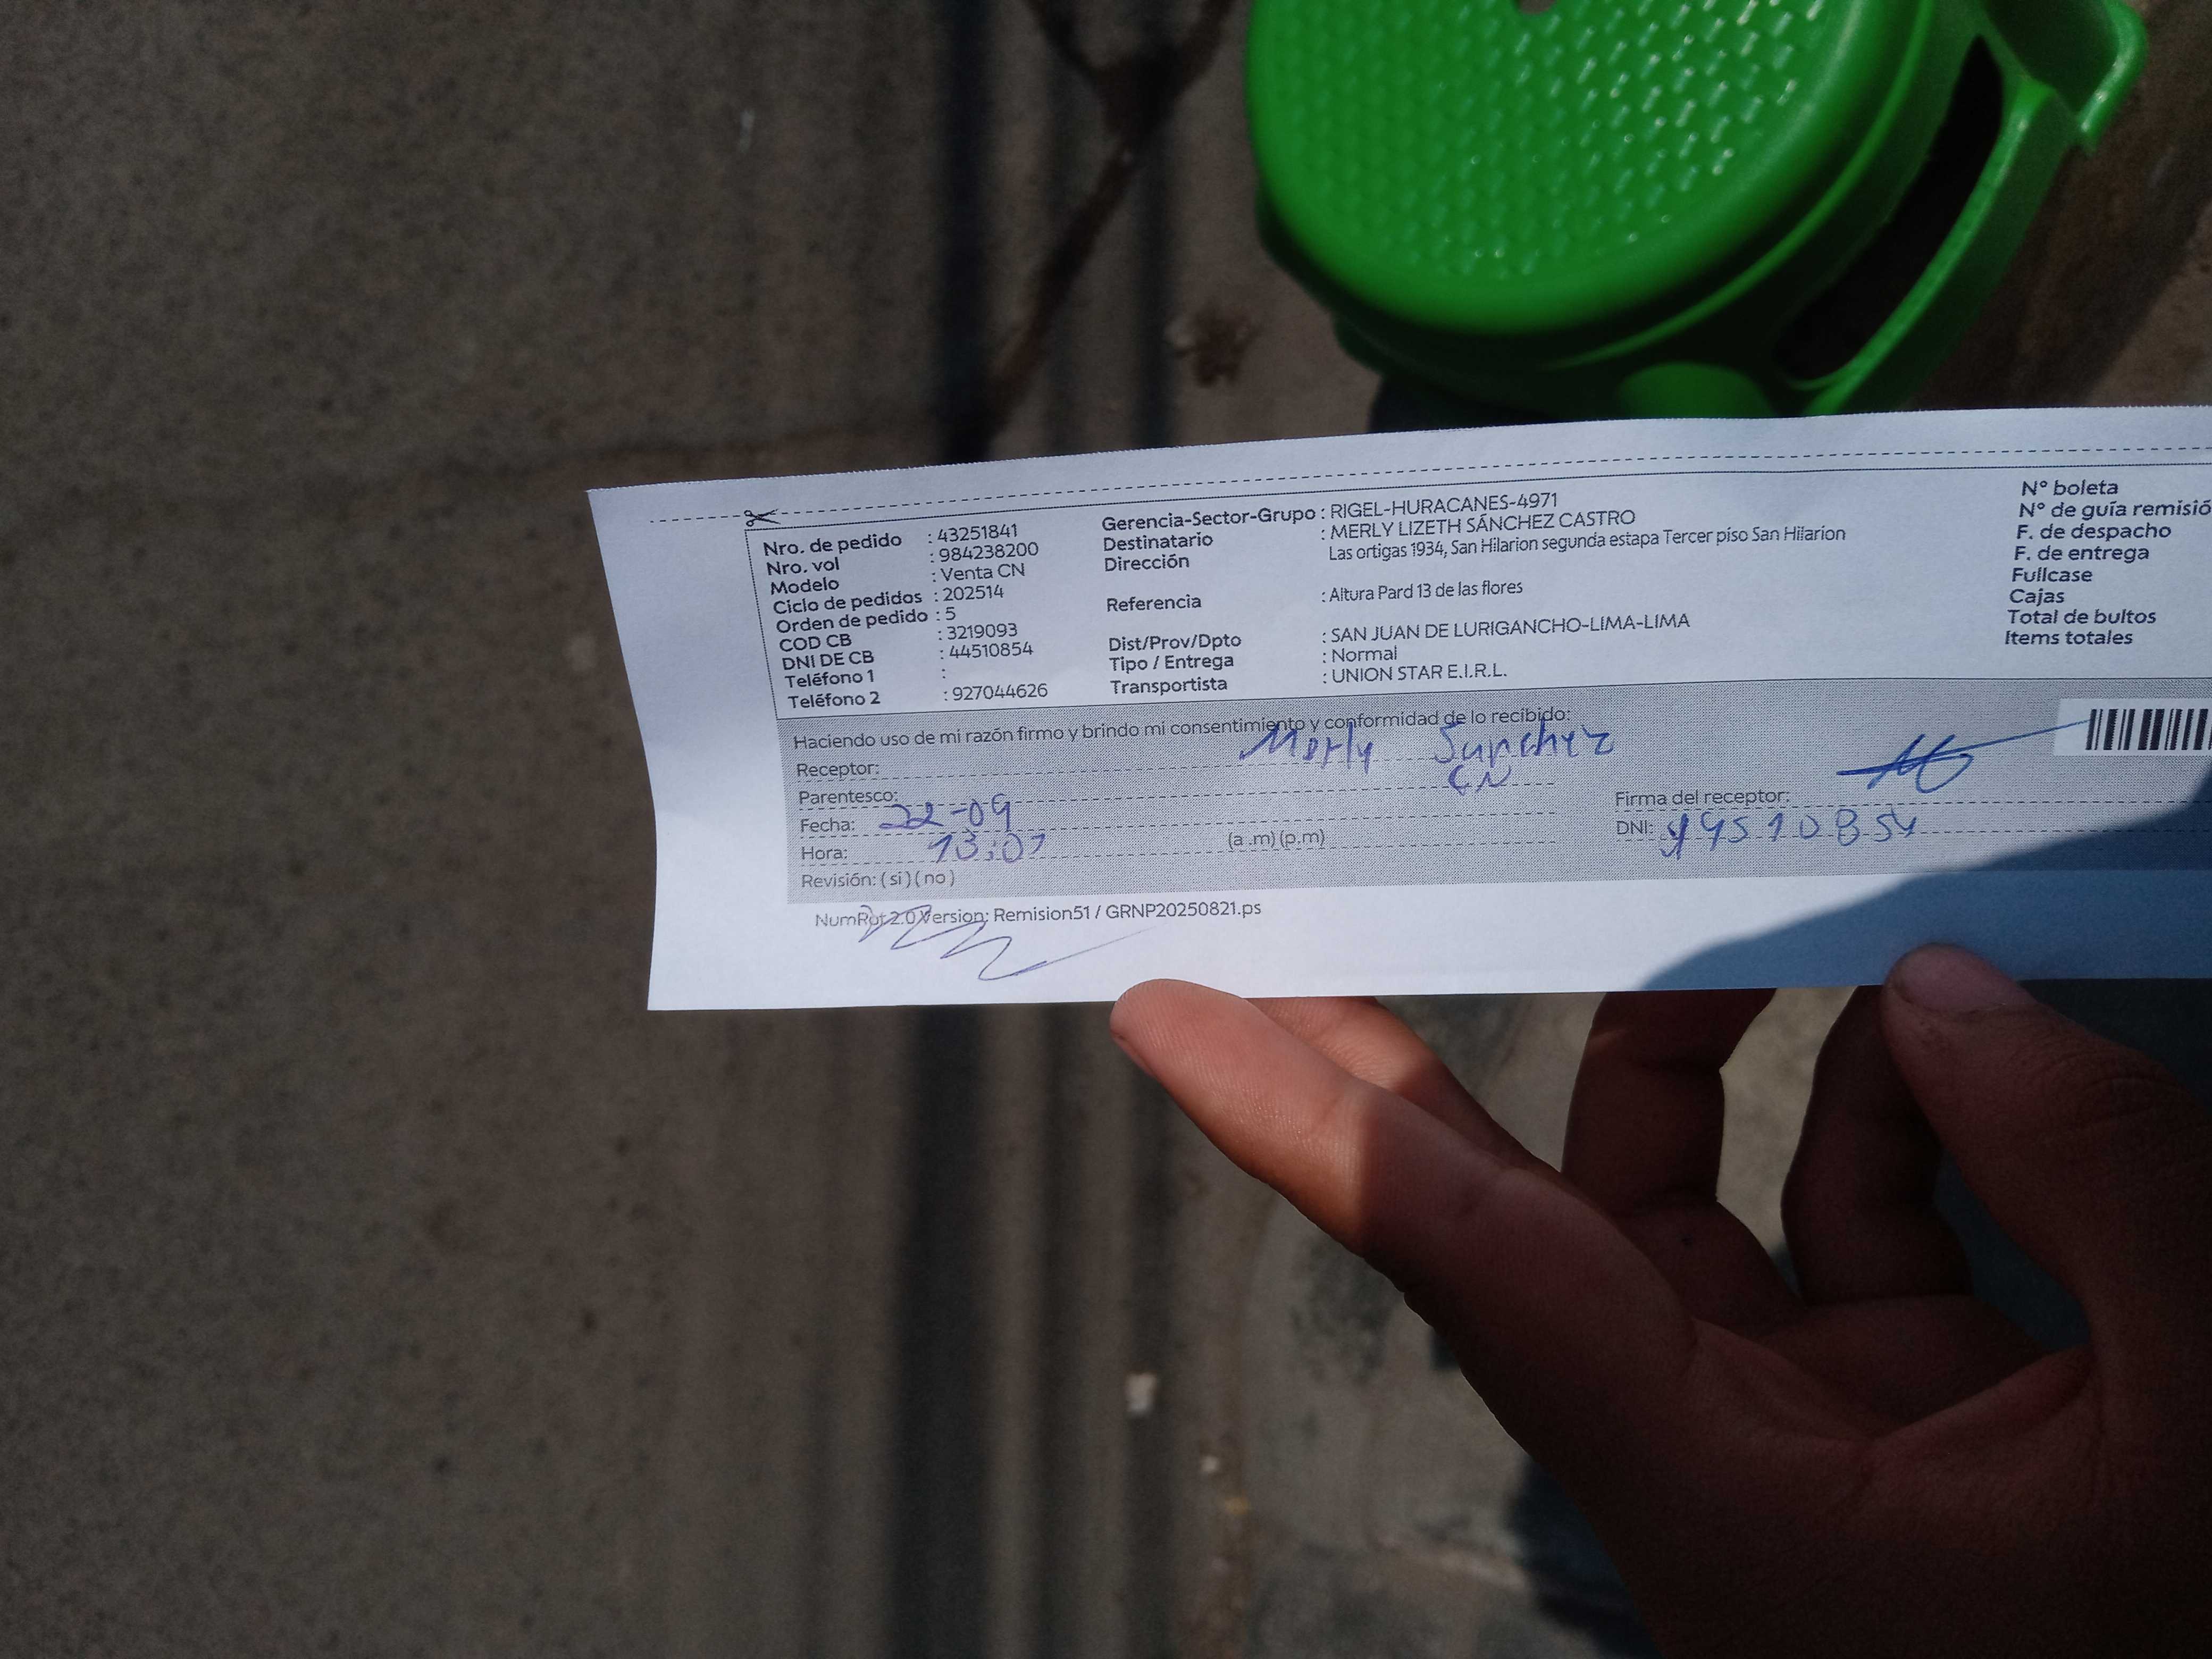 Nro. de pedido : 43251841
Nro. vol : 984238200
Modelo : Venta CN
Ciclo de pedidos : 202514
Orden de pedido : 5
COD CB : 3219093
DNI DE CB : 44510854
Teléfono 1 :
Teléfono 2 : 927044626
Gerencia-Sector-Grupo : RIGEL-HURACANES-4971
Destinatario : MERLY LIZETH SÁNCHEZ CASTRO
Dirección Las ortigas 1934, San Hilarion segunda estapa Tercer piso San Hilarion
Referencia : Altura Pard 13 de las flores
Dist/Prov/Dpto : SAN JUAN DE LURIGANCHO-LIMA-LIMA
Tipo / Entrega : Normal
Transportista : UNION STAR E.I.R.L.
N° boleta
N° de guía remisió
F. de despacho
F. de entrega
Fullcase
Cajas
Total de bultos
Items totales
Haciendo uso de mi razón firmo y brindo mi consentimiento y conformidad de lo recibido:
Receptor: Merly Sanchez
Parentesco: CN
Fecha: 22-09
Hora: 13:07 (a .m) (p.m)
Revisión: ( si ) ( no )
Firma del receptor:
DNI: 44510854
NumRot 2.0 Version: Remision51 / GRNP20250821.ps